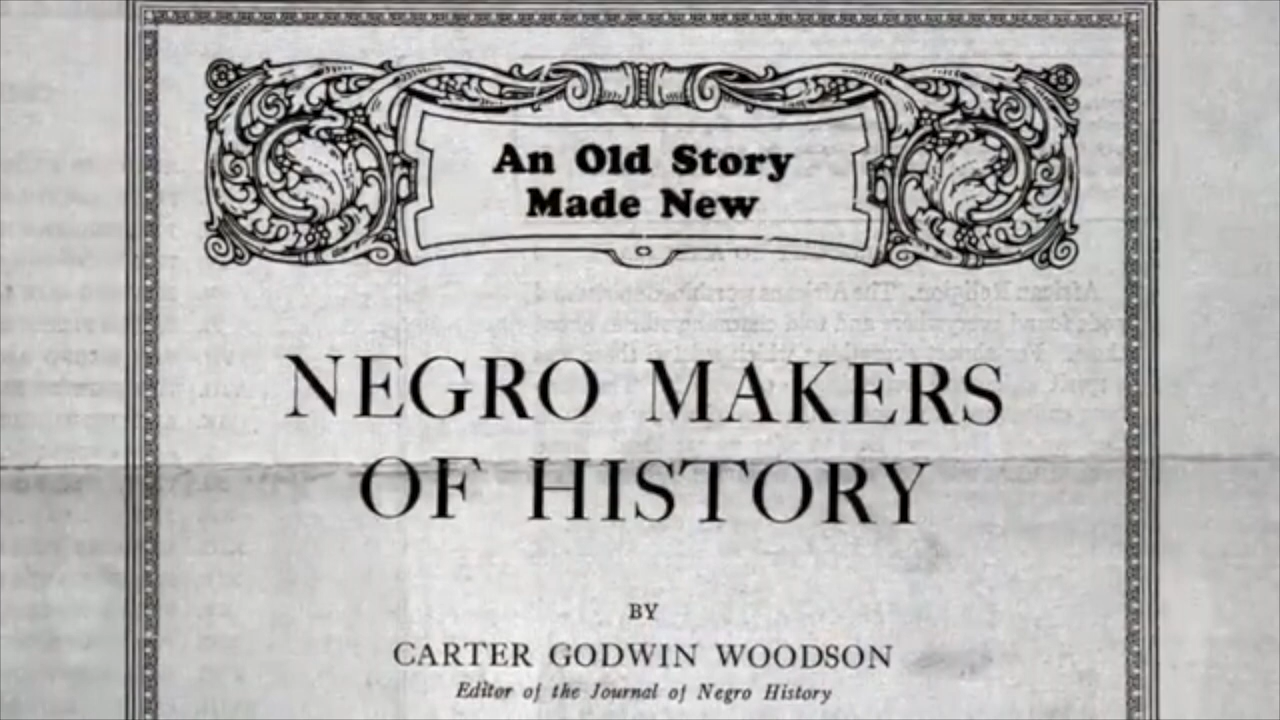 An Old Story
Made New
NEGRO MAKERS
OF HISTORY
BY
CARTER GODWIN WOODSON
Editor of the Journal of Negro History